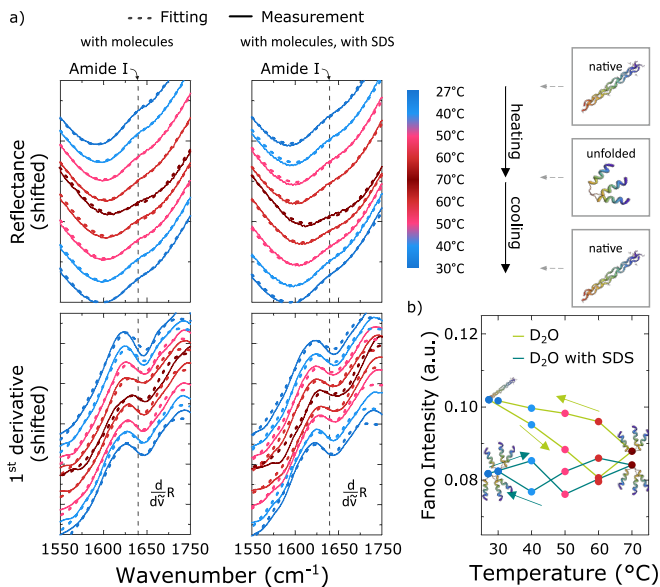 a)
Fitting
Measurement
with molecules
with molecules, with SDS
Amide I
Amide I
Reflectance
(shifted)
27°C
40°C
50°C
60°C
70°C
60°C
50°C
40°C
30°C
heating
cooling
native
unfolded
native
1st derivative
(shifted)
d/dṽ R
d/dṽ R
1550 1600 1650 1750
1550 1600 1650 1750
Wavenumber (cm-1)
b)
Fano Intensity (a.u.)
0.12
0.10
0.08
D2O
D2O with SDS
30 40 50 60 70
Temperature (°C)